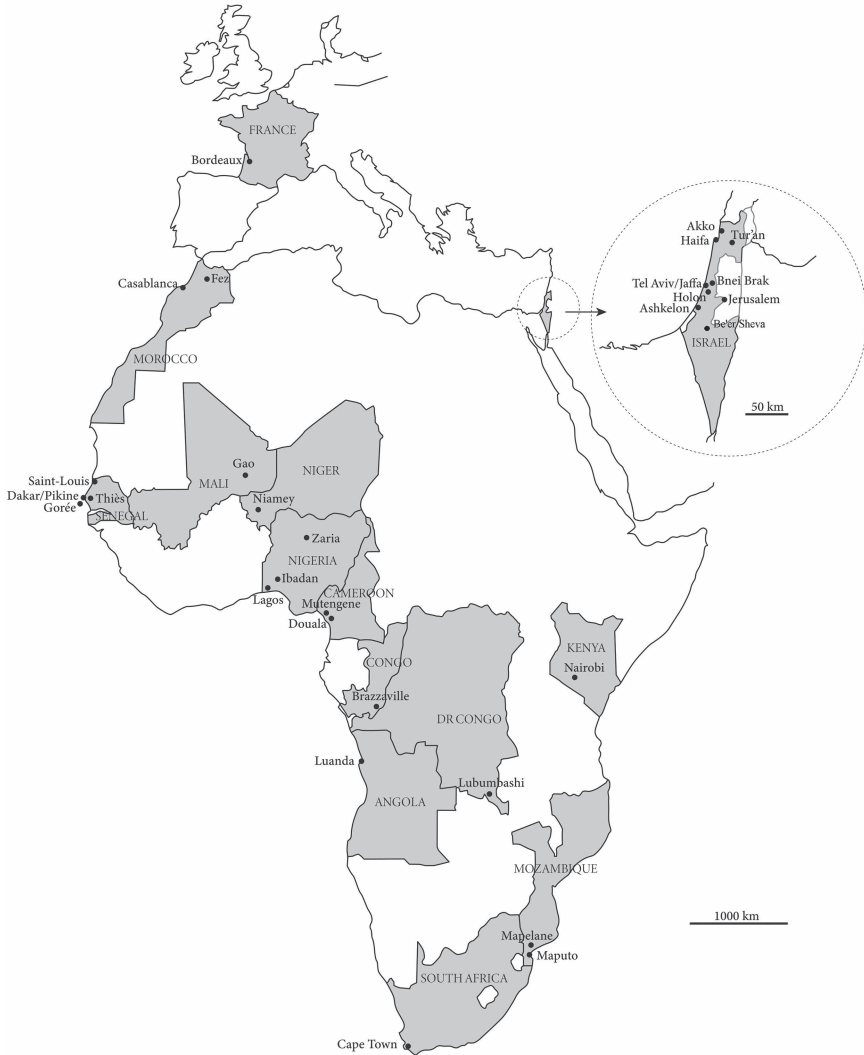 FRANCE
Bordeaux
Akko
Tur'an
Haifa
Casablanca
Fez
Tel Aviv/Jaffa
Bnei Brak
Holon
Jerusalem
Ashkelon
Be'er Sheva
ISRAEL
MOROCCO
50 km
Gao
NIGER
Saint-Louis
MALI
Dakar/Pikine
Thiès
Niamey
Gorée
SENEGAL
Zaria
NIGERIA
Ibadan
CAMEROON
Lagos
Mutengene
Douala
KENYA
CONGO
Nairobi
Brazzaville
DR CONGO
Luanda
Lubumbashi
ANGOLA
MOZAMBIQUE
1000 km
Mapelane
Maputo
SOUTH AFRICA
Cape Town